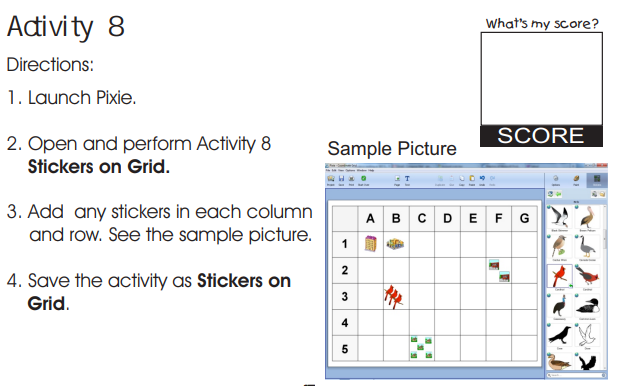 Activity 8
What's my score?
Directions:
1. Launch Pixie.
SCORE
2. Open and perform Activity 8
Stickers on Grid.
Sample Picture
3. Add any stickers in each column
and row. See the sample picture.
4. Save the activity as Stickers on
Grid.
A B C D E F G
1
2
3
4
5